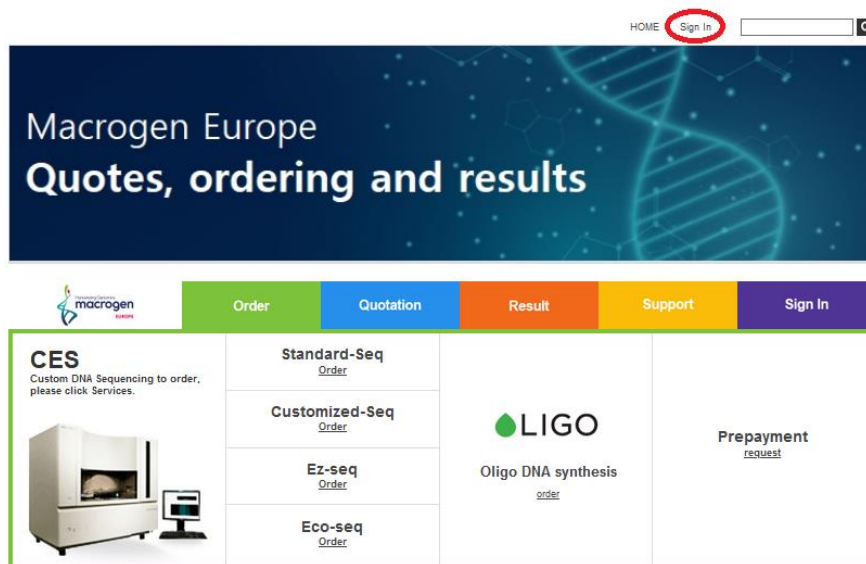 HOME Sign In
Macrogen Europe
Quotes, ordering and results
macrogen
EUROPE
Order Quotation Result Support Sign In
CES
Custom DNA Sequencing to order,
please click Services.
Standard-Seq
Order
Customized-Seq
Order
Ez-seq
Order
Eco-seq
Order
LIGO
Oligo DNA synthesis
order
Prepayment
request